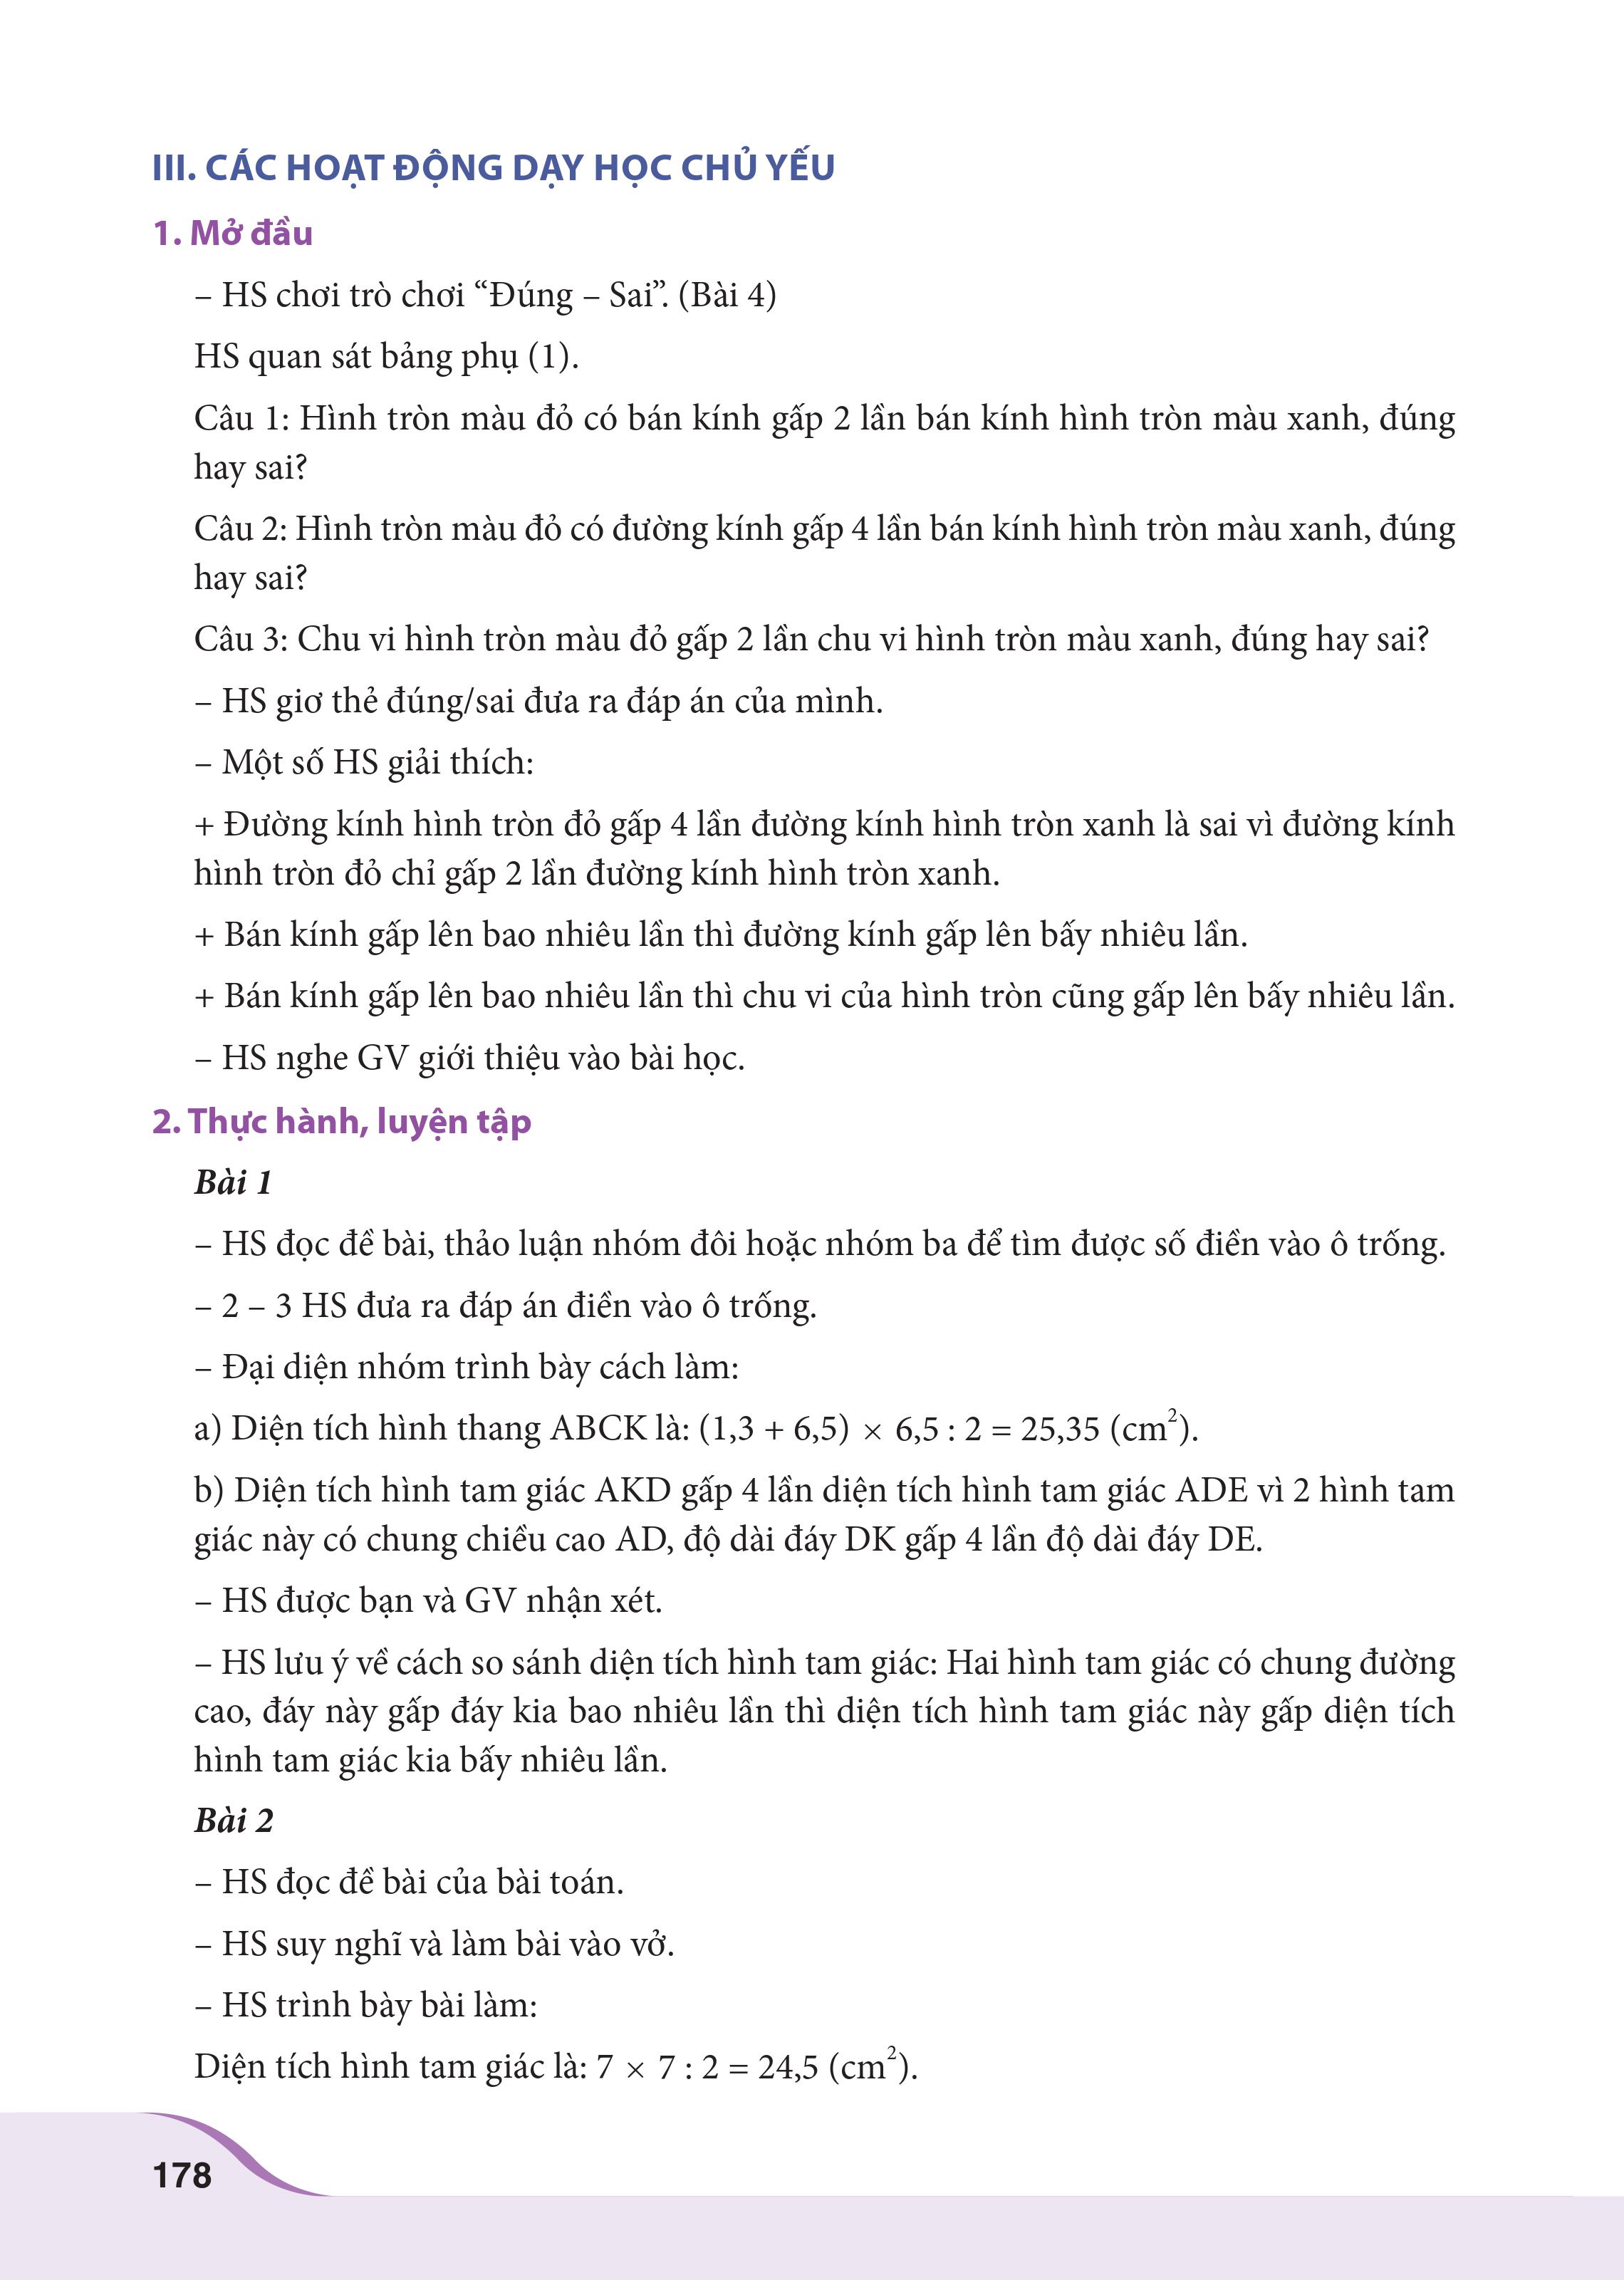 III. CÁC HOẠT ĐỘNG DẠY HỌC CHỦ YẾU
1. Mở đầu
– HS chơi trò chơi “Đúng – Sai”. (Bài 4)
HS quan sát bảng phụ (1).
Câu 1: Hình tròn màu đỏ có bán kính gấp 2 lần bán kính hình tròn màu xanh, đúng
hay sai?
Câu 2: Hình tròn màu đỏ có đường kính gấp 4 lần bán kính hình tròn màu xanh, đúng
hay sai?
Câu 3: Chu vi hình tròn màu đỏ gấp 2 lần chu vi hình tròn màu xanh, đúng hay sai?
– HS giơ thẻ đúng/sai đưa ra đáp án của mình.
– Một số HS giải thích:
+ Đường kính hình tròn đỏ gấp 4 lần đường kính hình tròn xanh là sai vì đường kính
hình tròn đỏ chỉ gấp 2 lần đường kính hình tròn xanh.
+ Bán kính gấp lên bao nhiêu lần thì đường kính gấp lên bấy nhiêu lần.
+ Bán kính gấp lên bao nhiêu lần thì chu vi của hình tròn cũng gấp lên bấy nhiêu lần.
– HS nghe GV giới thiệu vào bài học.
2. Thực hành, luyện tập
Bài 1
– HS đọc đề bài, thảo luận nhóm đôi hoặc nhóm ba để tìm được số điền vào ô trống.
– 2 – 3 HS đưa ra đáp án điền vào ô trống.
– Đại diện nhóm trình bày cách làm:
a) Diện tích hình thang ABCK là: (1,3 + 6,5) × 6,5 : 2 = 25,35 (cm²).
b) Diện tích hình tam giác AKD gấp 4 lần diện tích hình tam giác ADE vì 2 hình tam
giác này có chung chiều cao AD, độ dài đáy DK gấp 4 lần độ dài đáy DE.
– HS được bạn và GV nhận xét.
– HS lưu ý về cách so sánh diện tích hình tam giác: Hai hình tam giác có chung đường
cao, đáy này gấp đáy kia bao nhiêu lần thì diện tích hình tam giác này gấp diện tích
hình tam giác kia bấy nhiêu lần.
Bài 2
– HS đọc đề bài của bài toán.
– HS suy nghĩ và làm bài vào vở.
– HS trình bày bài làm:
Diện tích hình tam giác là: 7 × 7 : 2 = 24,5 (cm²).
178